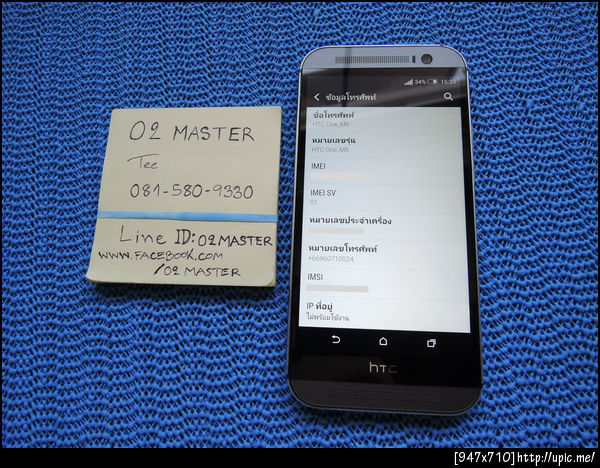 O2 MASTER
Tee
081-580-9330
Line ID: O2MASTER
WWW.FACEBOOK.COM
/O2 MASTER
34% 15:33
ข้อมูลโทรศัพท์
ชื่อโทรศัพท์
HTC One_M8
หมายเลขรุ่น
HTC One_M8
IMEI
IMEI SV
01
หมายเลขประจำเครื่อง
หมายเลขโทรศัพท์
+66960710024
IMSI
IP ที่อยู่
ไม่พร้อมใช้งาน
hTC
[947x710]http://upic.me/